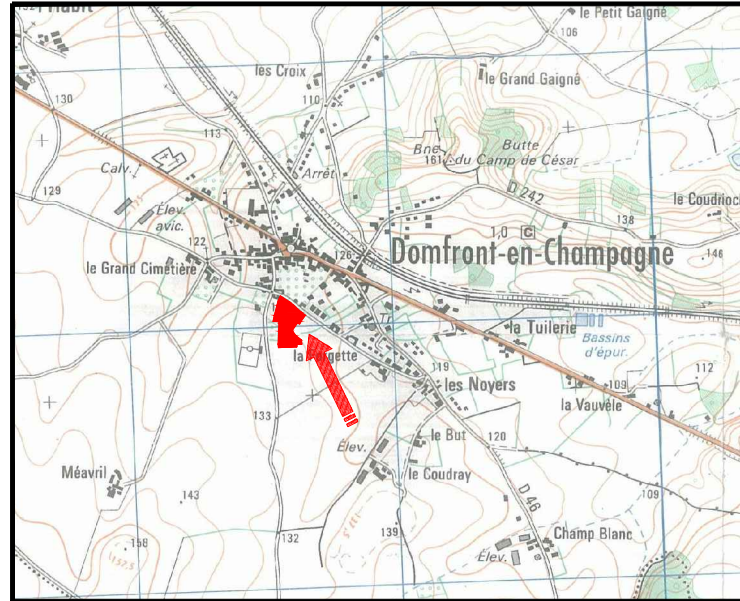 le Petit Gaigné
106
les Croix
le Grand Gaigné
110
130
113
Bne
161
Butte
du Camp de César
Calv.
Arrêt
D 242
129
Élev.
avic.
le Coudrioch
138
1,0 C
122
126
Domfront-en-Champagne
146
le Grand Cimetière
la Tuilerie
Bassins
d'épur.
119
112
les Noyers
109
la Vauvèle
133
le But
120
Élev.
Méavril
le Coudray
143
D 46
109
132
139
Champ Blanc
158
Élev.